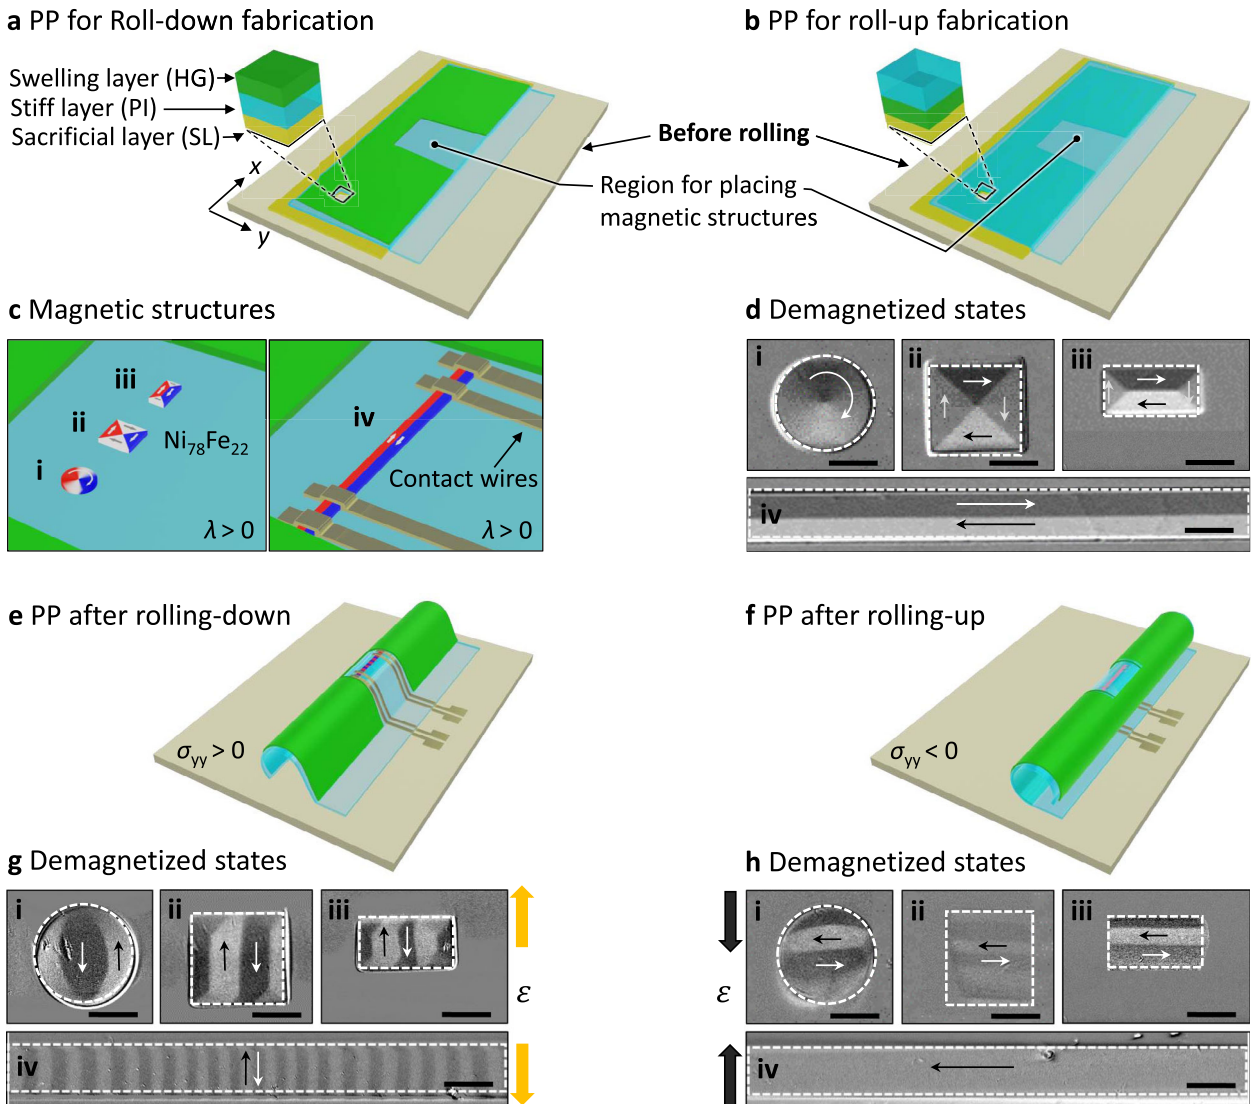 a PP for Roll-down fabrication
b PP for roll-up fabrication
Swelling layer (HG)
Stiff layer (PI)
Sacrificial layer (SL)
Before rolling
Region for placing
magnetic structures
x
y
c Magnetic structures
d Demagnetized states
iii
ii
i
Ni78Fe22
λ > 0
iv
Contact wires
λ > 0
i
ii
iii
iv
e PP after rolling-down
f PP after rolling-up
σyy > 0
σyy < 0
g Demagnetized states
h Demagnetized states
i
ii
iii
ε
iv
i
ii
iii
ε
iv